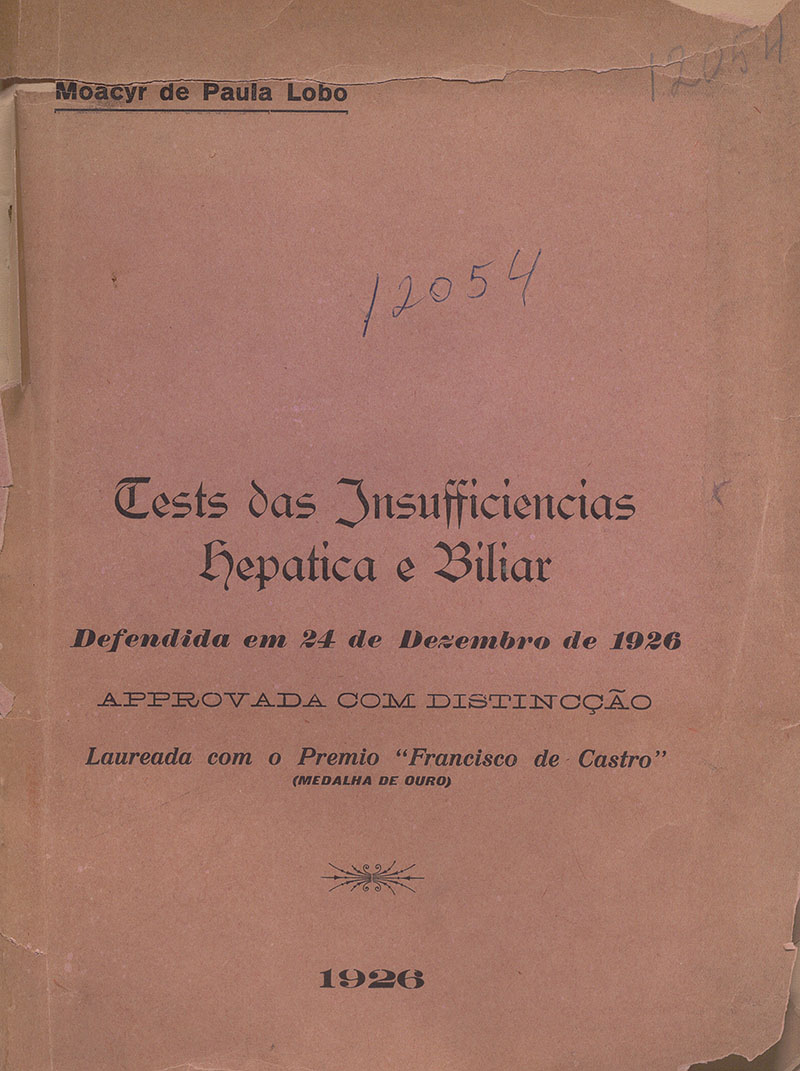 12054
Moacyr de Paula Lobo
12054
Tests das Insufficiencias
Hepatica e Biliar
Defendida em 24 de Dezembro de 1926
APPROVADA COM DISTINCÇÃO
Laureada com o Premio “Francisco de Castro”
(MEDALHA DE OURO)
1926